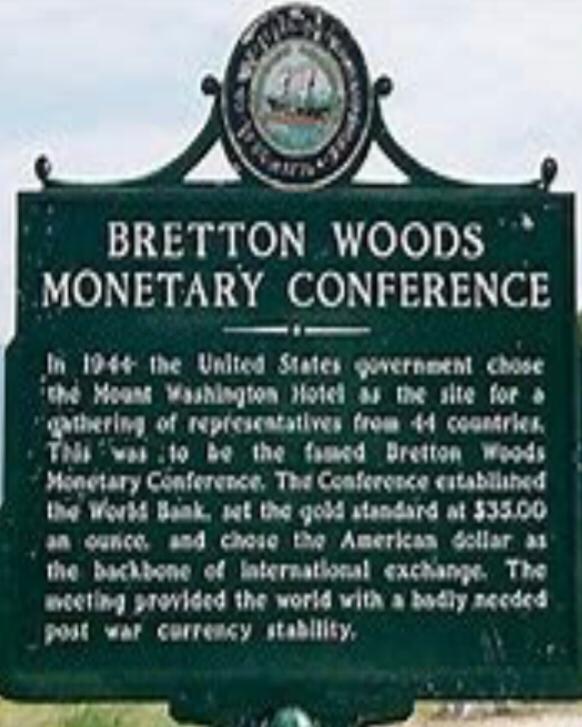 BRETTON WOODS
MONETARY CONFERENCE
In 1944 the United States government chose
the Mount Washington Hotel as the site for a
gathering of representatives from 44 countries.
This was to be the famed Bretton Woods
Monetary Conference. The Conference established
the World Bank, set the gold standard at $35.00
an ounce, and chose the American dollar as
the backbone of international exchange. The
meeting provided the world with a badly needed
post war currency stability.